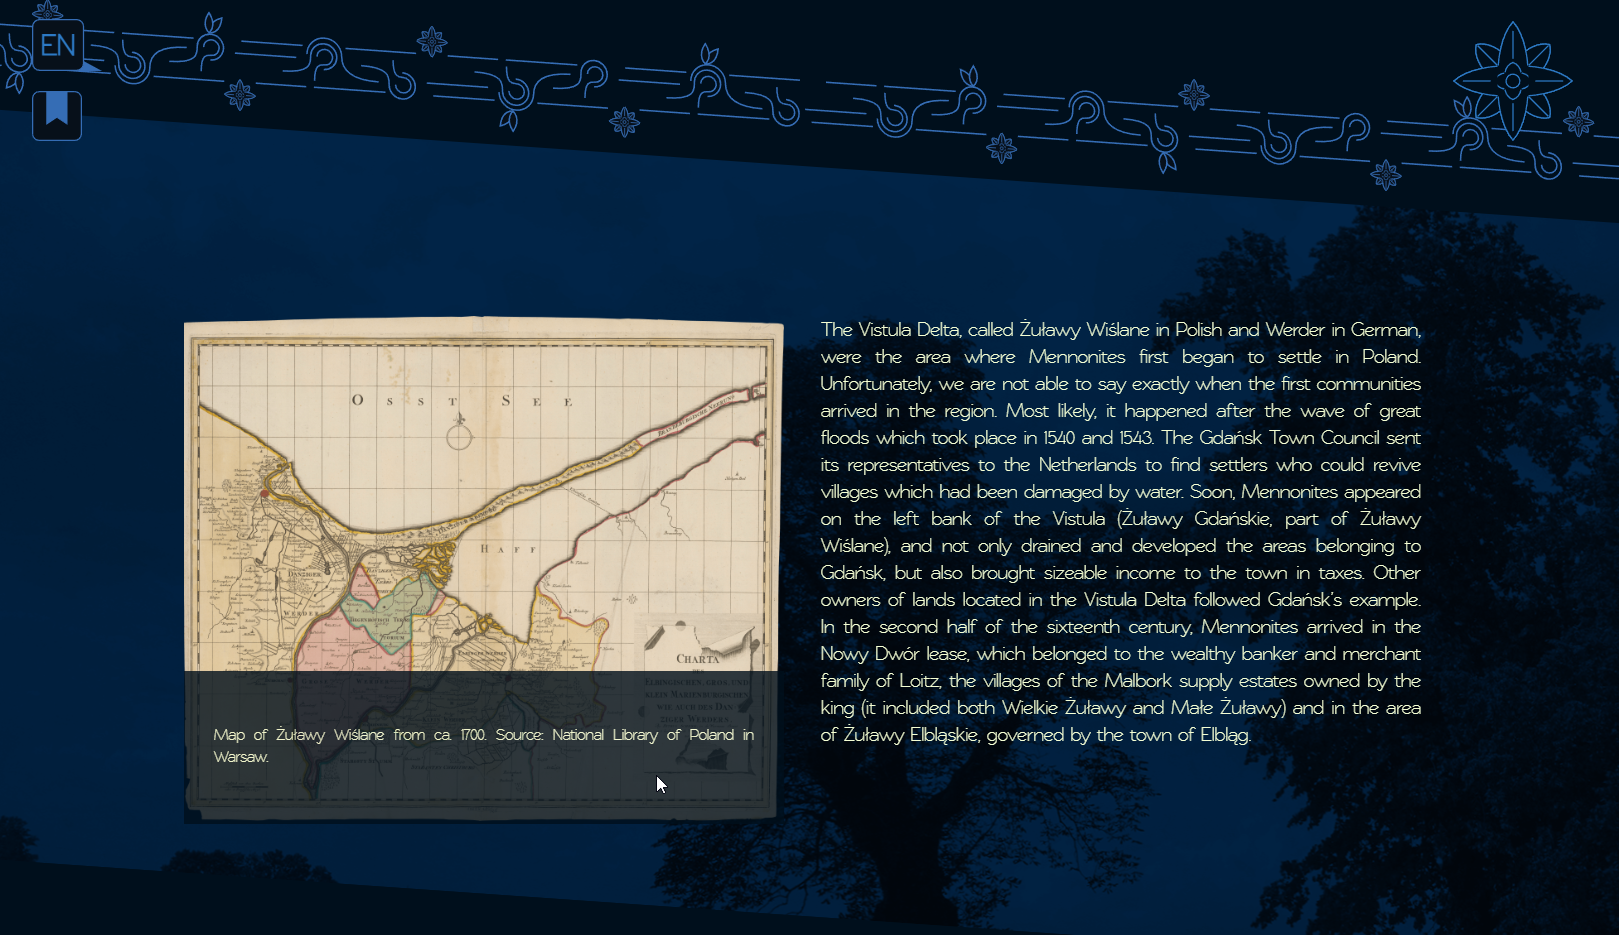 EN
OSST SEE
HAFF
DANZIGER
WERDER
CHARTA
ELBINGSCHEN, GROS, UND
KLEIN MARIENBURGSCHEN
WIE AUCH DES DAN-
ZIGER WERDERS
Map of Żuławy Wiślane from ca. 1700. Source: National Library of Poland in
Warsaw.
The Vistula Delta, called Żuławy Wiślane in Polish and Werder in German,
were the area where Mennonites first began to settle in Poland.
Unfortunately, we are not able to say exactly when the first communities
arrived in the region. Most likely, it happened after the wave of great
floods which took place in 1540 and 1543. The Gdańsk Town Council sent
its representatives to the Netherlands to find settlers who could revive
villages which had been damaged by water. Soon, Mennonites appeared
on the left bank of the Vistula (Żuławy Gdańskie, part of Żuławy
Wiślane), and not only drained and developed the areas belonging to
Gdańsk, but also brought sizeable income to the town in taxes. Other
owners of lands located in the Vistula Delta followed Gdańsk's example.
In the second half of the sixteenth century, Mennonites arrived in the
Nowy Dwór lease, which belonged to the wealthy banker and merchant
family of Loitz, the villages of the Malbork supply estates owned by the
king (it included both Wielkie Żuławy and Małe Żuławy) and in the area
of Żuławy Elbląskie, governed by the town of Elbląg.